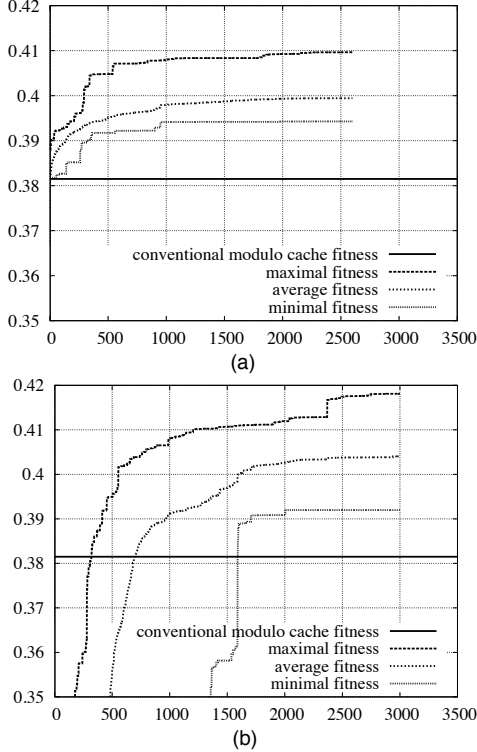 0.42
0.41
0.4
0.39
0.38
0.37
0.36
0.35
conventional modulo cache fitness
maximal fitness
average fitness
minimal fitness
0 500 1000 1500 2000 2500 3000 3500
(a)
0.42
0.41
0.4
0.39
0.38
0.37
0.36
0.35
conventional modulo cache fitness
maximal fitness
average fitness
minimal fitness
0 500 1000 1500 2000 2500 3000 3500
(b)